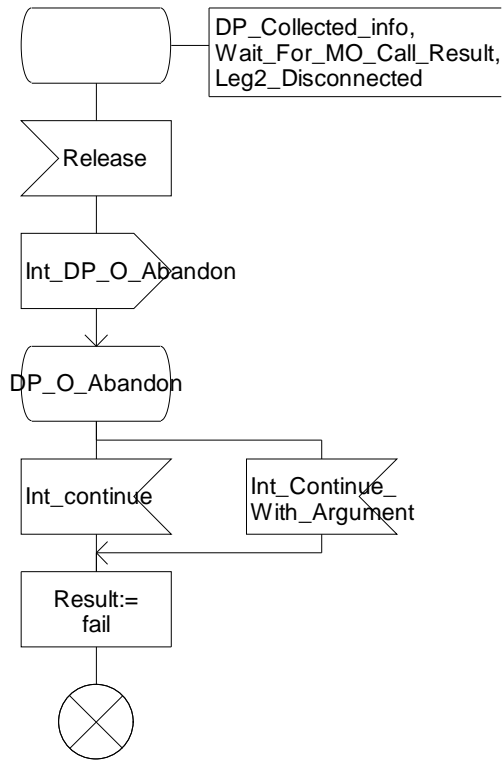 DP_Collected_info,
Wait_For_MO_Call_Result,
Leg2_Disconnected
Release
Int_DP_O_Abandon
DP_O_Abandon
Int_continue
Int_Continue_
With_Argument
Result:=
fail